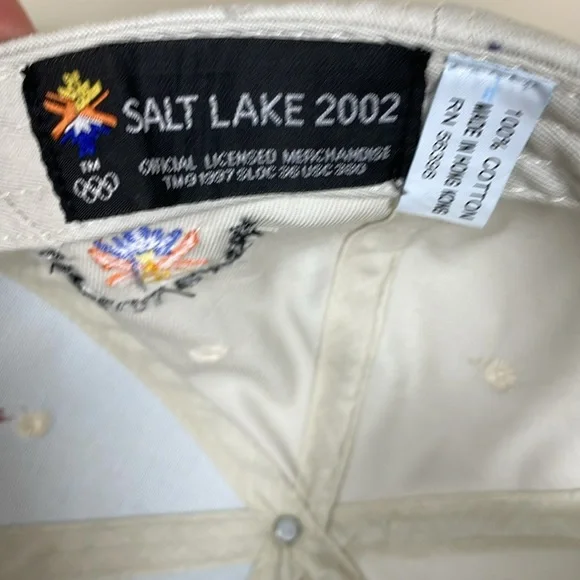 SALT LAKE 2002
TM
OFFICIAL LICENSED MERCHANDISE
TM © 1997 SLOC 36 USC 380
100% COTTON
MADE IN HONG KONG
RN 56385